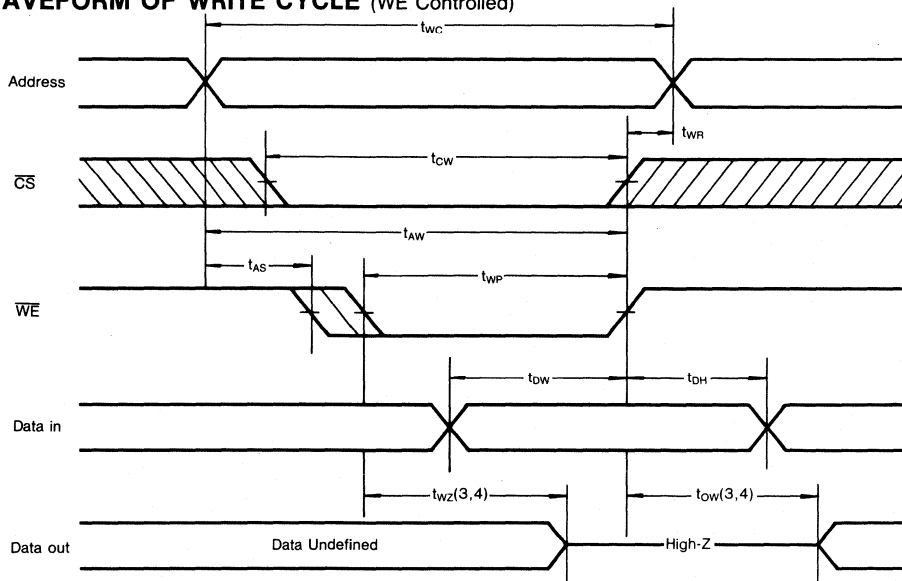 AVEFORM OF WRITE CYCLE (WE Controlled)
tWC
Address
tWR
tCW
CS
tAW
tAS
tWP
WE
tDW
tDH
Data in
tWZ(3,4)
tOW(3,4)
Data out
Data Undefined
High-Z